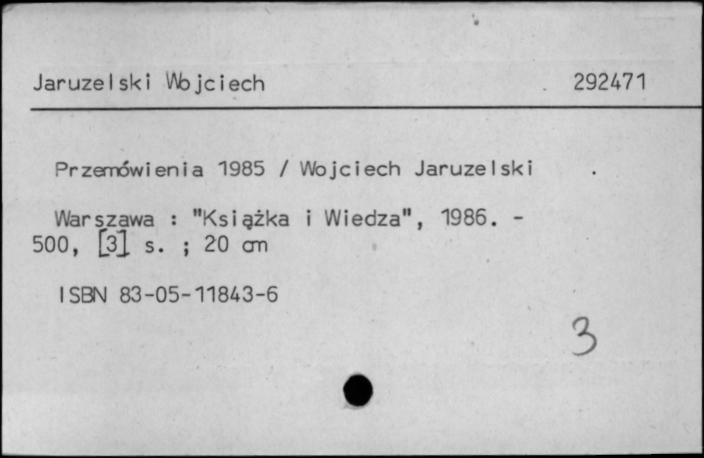 Jaruzelski Wojciech 292471
Przemówienia 1985 / Wojciech Jaruzelski
Warszawa : "Książka i Wiedza", 1986. -
500, [3] s. ; 20 cm
ISBN 83-05-11843-6
3